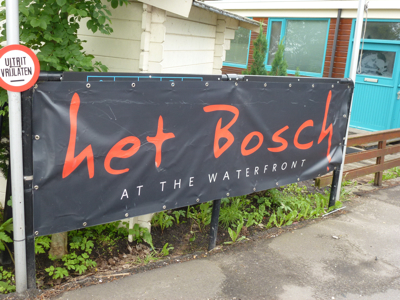 UITRIT
VRIJLATEN
het Bosch
AT THE WATERFRONT